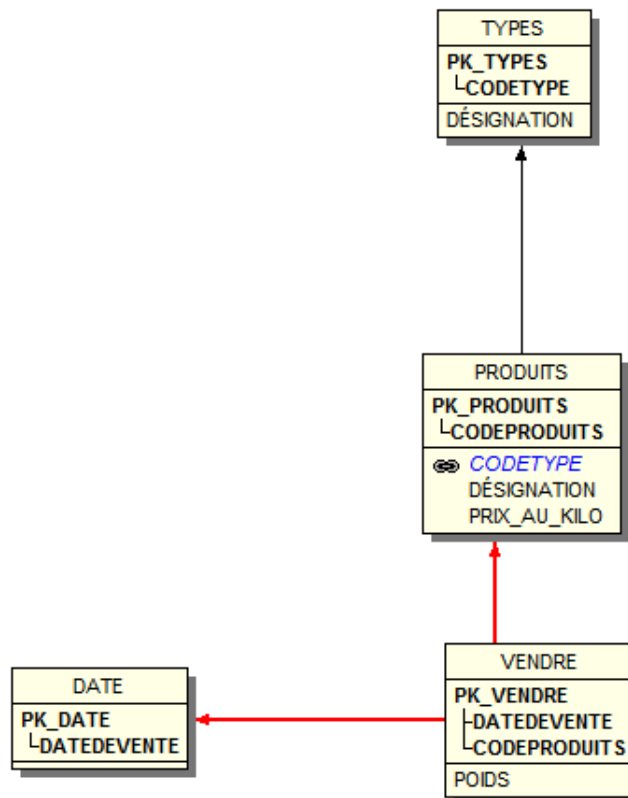 TYPES
PK_TYPES
CODETYPE
DÉSIGNATION
PRODUITS
PK_PRODUITS
CODEPRODUITS
CODETYPE
DÉSIGNATION
PRIX_AU_KILO
DATE
PK_DATE
DATEDEVENTE
VENDRE
PK_VENDRE
DATEDEVENTE
CODEPRODUITS
POIDS